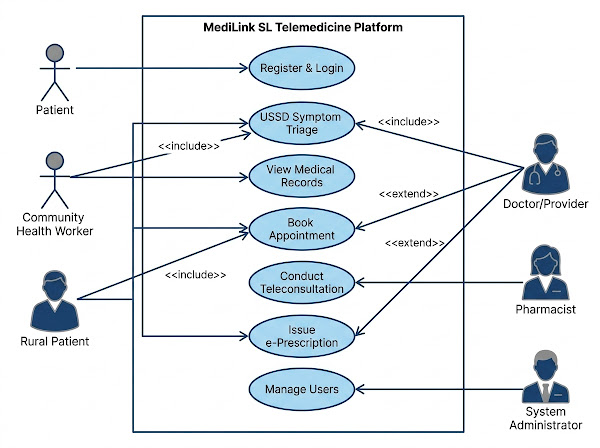 MediLink SL Telemedicine Platform
Patient
Register & Login
USSD Symptom
Triage
<<include>>
<<include>>
View Medical
Records
Community
Health Worker
<<extend>>
Doctor/Provider
Book
Appointment
<<extend>>
<<include>>
Conduct
Teleconsultation
Rural Patient
Pharmacist
Issue
e-Prescription
Manage Users
System
Administrator